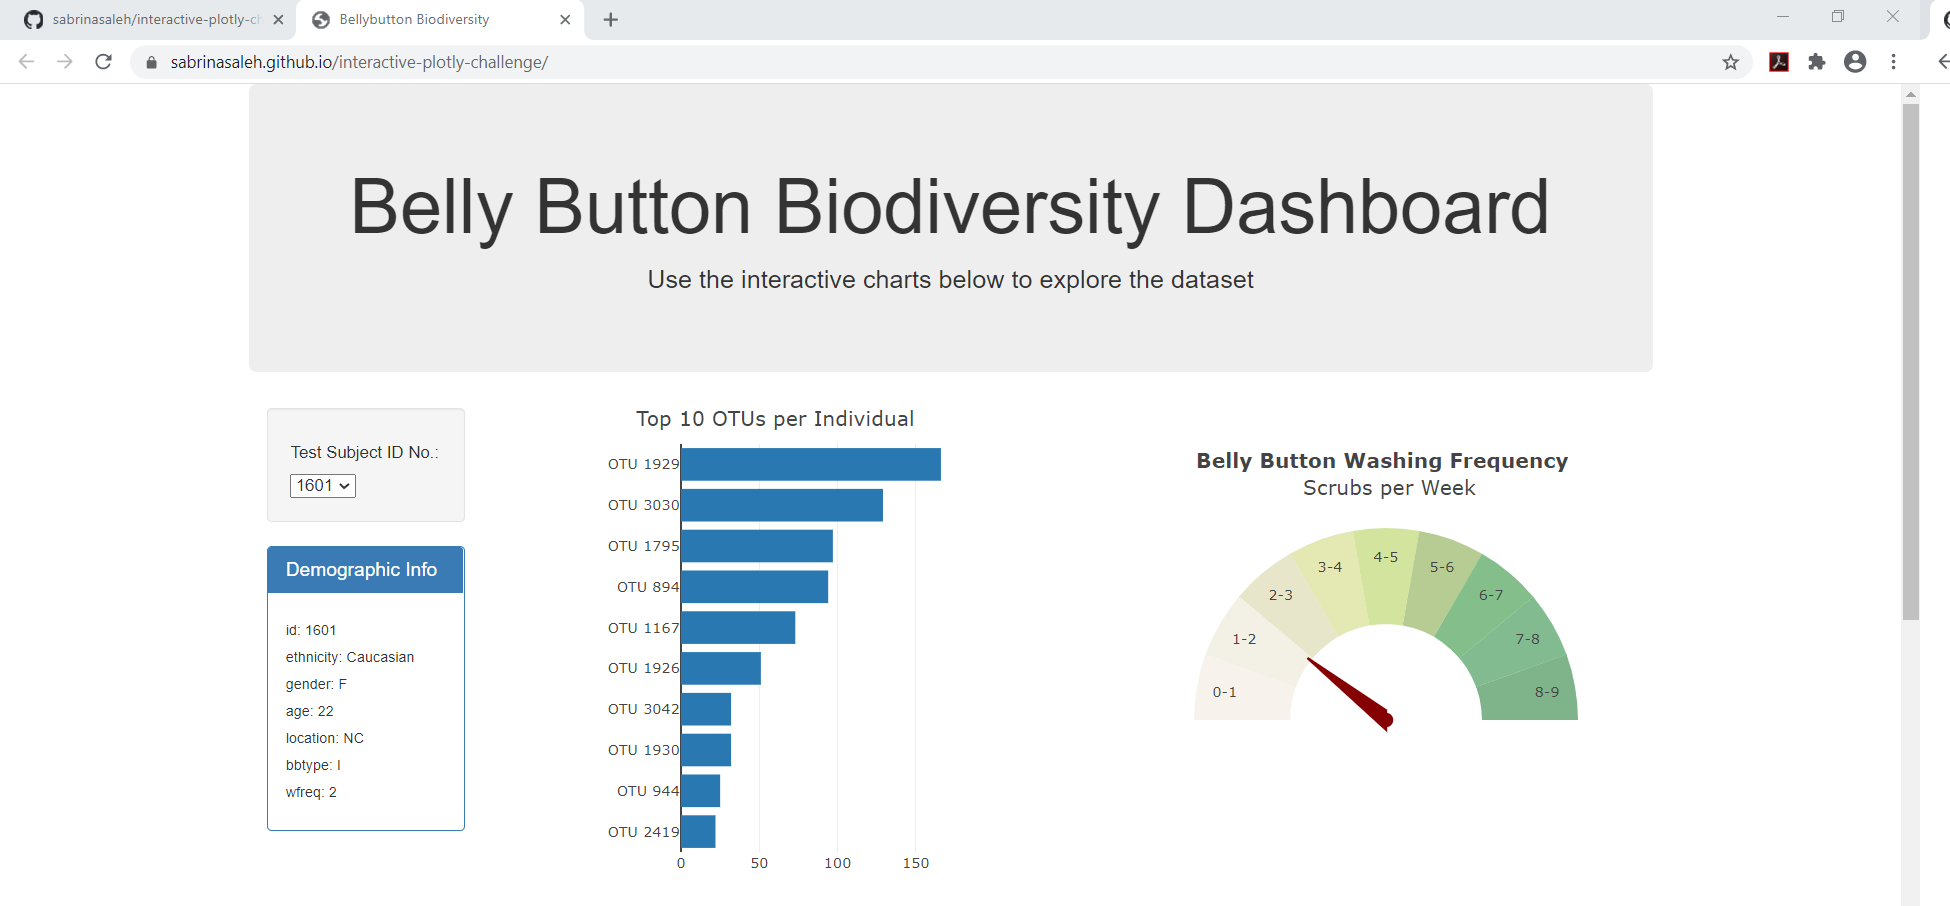 sabrinasaleh/interactive-plotly-ch
Bellybutton Biodiversity
sabrinasaleh.github.io/interactive-plotly-challenge/
Belly Button Biodiversity Dashboard
Use the interactive charts below to explore the dataset
Test Subject ID No.:
1601
Demographic Info
id: 1601
ethnicity: Caucasian
gender: F
age: 22
location: NC
bbtype: I
wfreq: 2
Top 10 OTUs per Individual
OTU 1929
OTU 3030
OTU 1795
OTU 894
OTU 1167
OTU 1926
OTU 3042
OTU 1930
OTU 944
OTU 2419
0 50 100 150
Belly Button Washing Frequency
Scrubs per Week
0-1
1-2
2-3
3-4
4-5
5-6
6-7
7-8
8-9